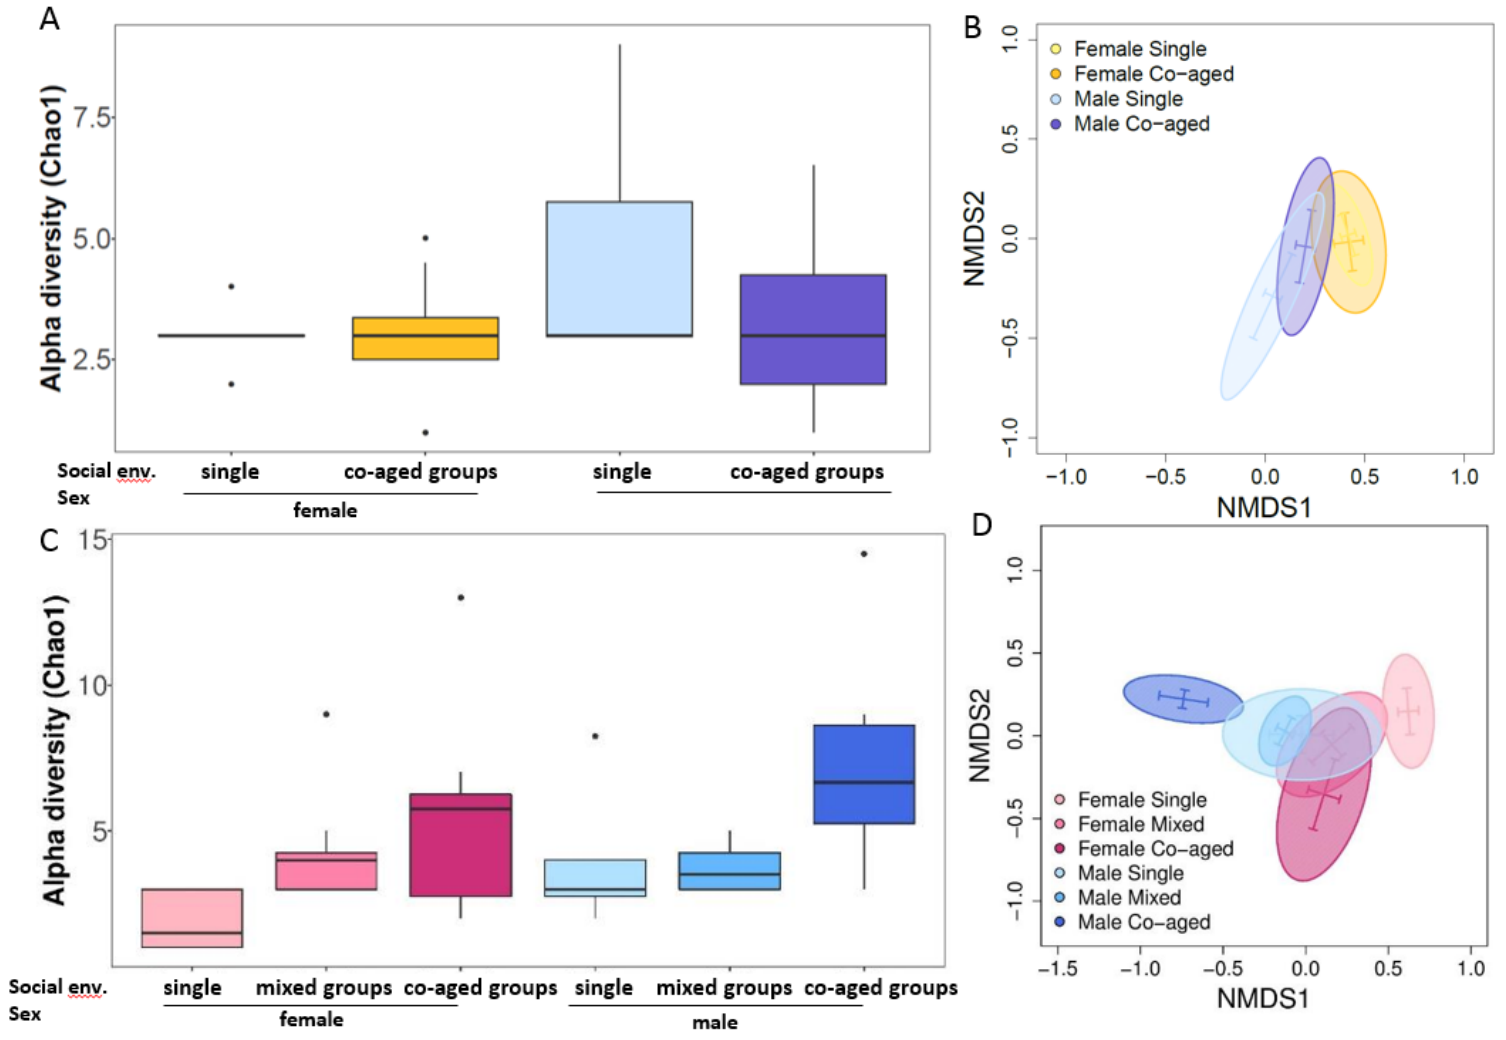 A
Alpha diversity (Chao1)
7.5
5.0
2.5
Social env.
single
co-aged groups
single
co-aged groups
Sex
female
B
Female Single
Female Co-aged
Male Single
Male Co-aged
NMDS2
1.0
0.5
0.0
-0.5
-1.0
-1.0
-0.5
0.0
0.5
1.0
NMDS1
C
Alpha diversity (Chao1)
15
10
5
Social env.
single
mixed groups
co-aged groups
single
mixed groups
co-aged groups
Sex
female
male
D
NMDS2
1.0
0.5
0.0
-0.5
-1.0
Female Single
Female Mixed
Female Co-aged
Male Single
Male Mixed
Male Co-aged
-1.5
-1.0
-0.5
0.0
0.5
1.0
NMDS1